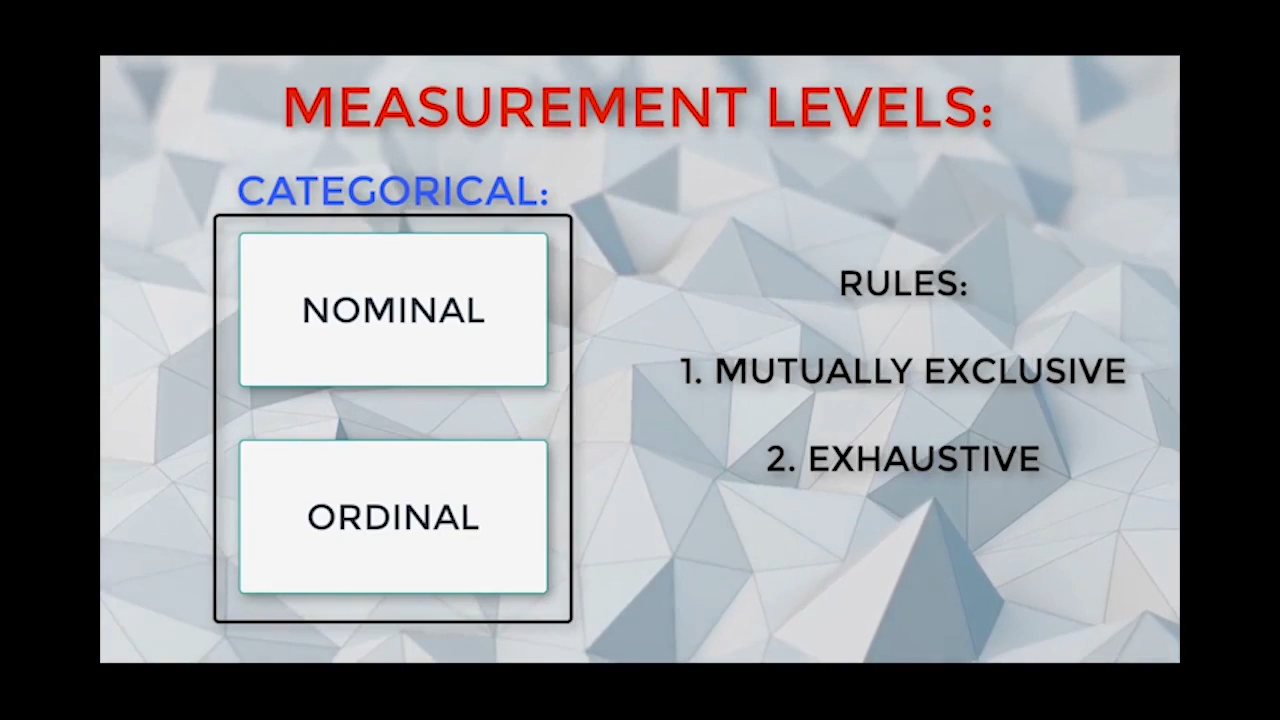 MEASUREMENT LEVELS:
CATEGORICAL:
NOMINAL
ORDINAL
RULES:
1. MUTUALLY EXCLUSIVE
2. EXHAUSTIVE